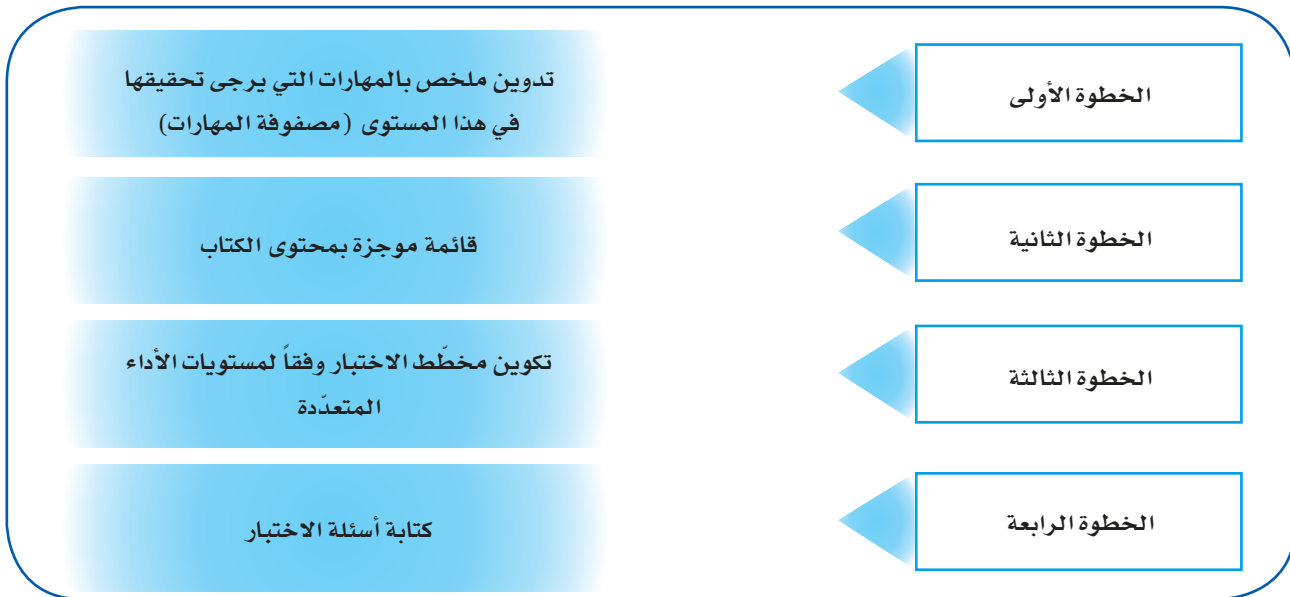 الخطوة الأولى
تدوين ملخص بالمهارات التي يرجى تحقيقها
في هذا المستوى (مصفوفة المهارات)
الخطوة الثانية
قائمة موجزة بمحتوى الكتاب
الخطوة الثالثة
تكوين مخطّط الاختبار وفقاً لمستويات الأداء
المتعدّدة
الخطوة الرابعة
كتابة أسئلة الاختبار